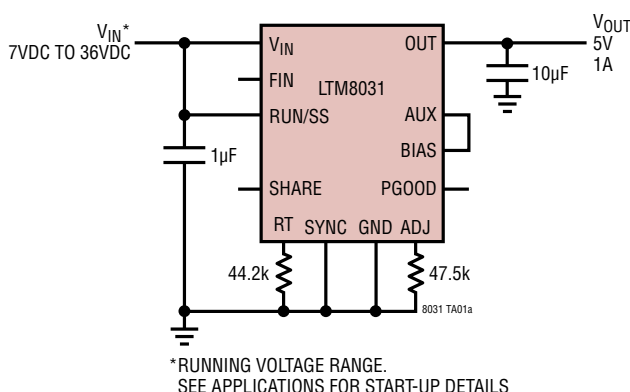 VIN*
7VDC TO 36VDC
VIN
OUT
VOUT
5V
1A
FIN
LTM8031
10µF
RUN/SS
AUX
1µF
BIAS
SHARE
PGOOD
RT
SYNC
GND
ADJ
44.2k
47.5k
8031 TA01a
*RUNNING VOLTAGE RANGE.
SEE APPLICATIONS FOR START-UP DETAILS